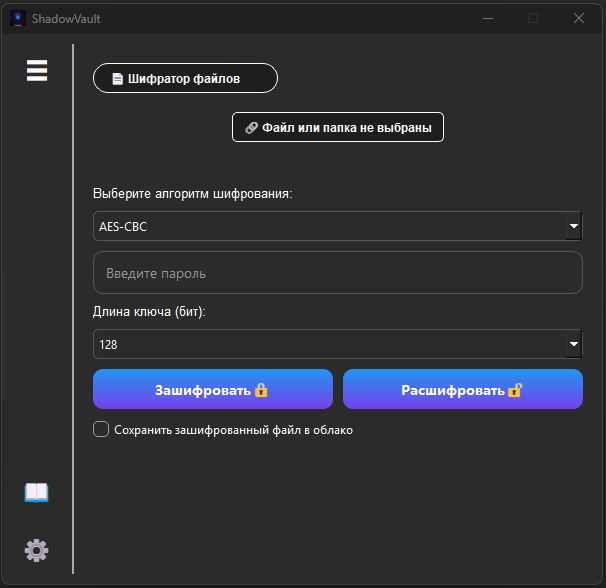 ShadowVault
Шифратор файлов
Файл или папка не выбраны
Выберите алгоритм шифрования:
AES-CBC
Введите пароль
Длина ключа (бит):
128
Зашифровать
Расшифровать
Сохранить зашифрованный файл в облако